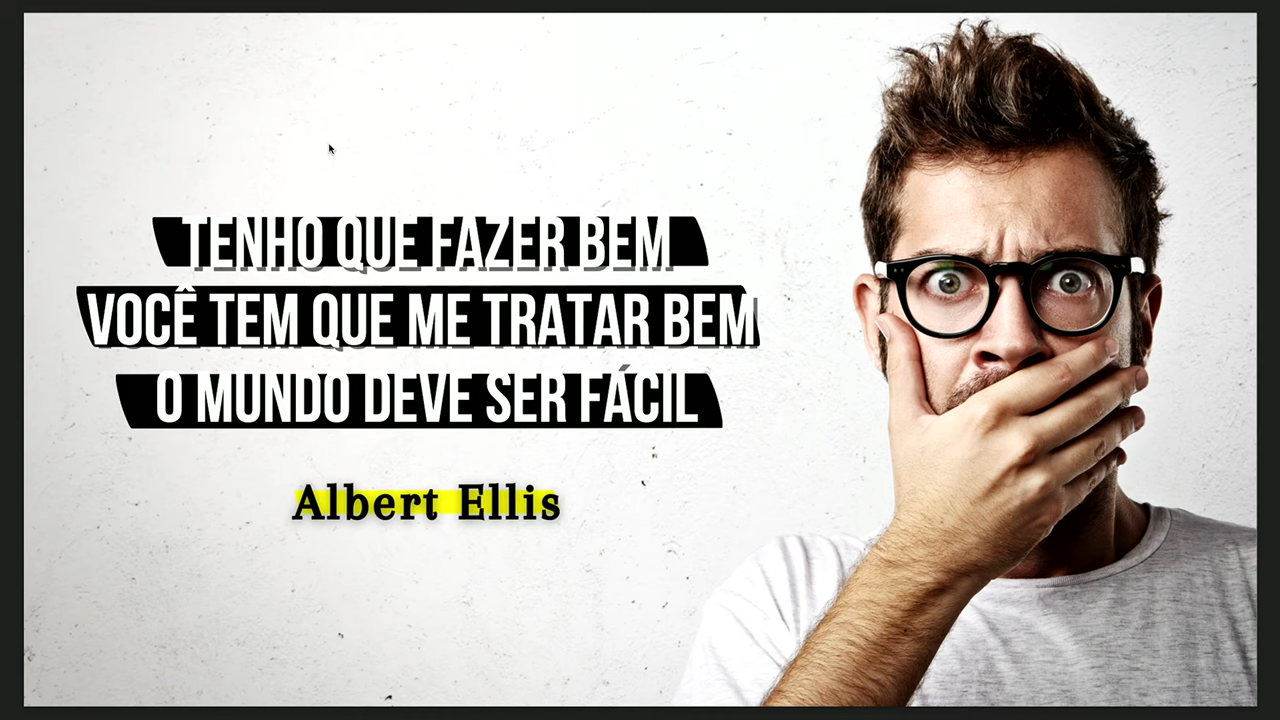 TENHO QUE FAZER BEM
VOCÊ TEM QUE ME TRATAR BEM
O MUNDO DEVE SER FÁCIL
Albert Ellis